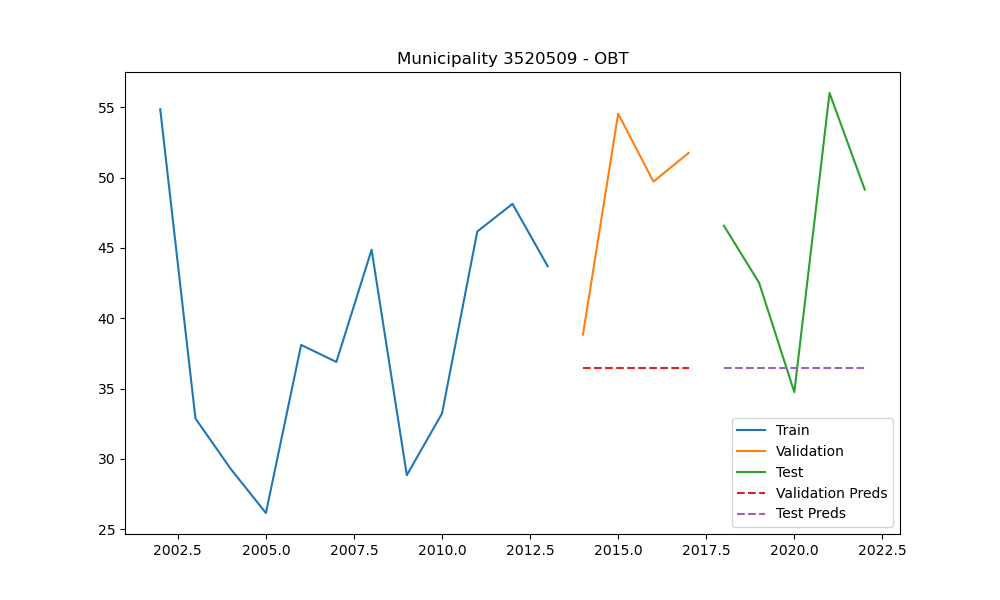 Municipality 3520509 - OBT
55
50
45
40
35
30
25
2002.5 2005.0 2007.5 2010.0 2012.5 2015.0 2017.5 2020.0 2022.5
Train
Validation
Test
Validation Preds
Test Preds